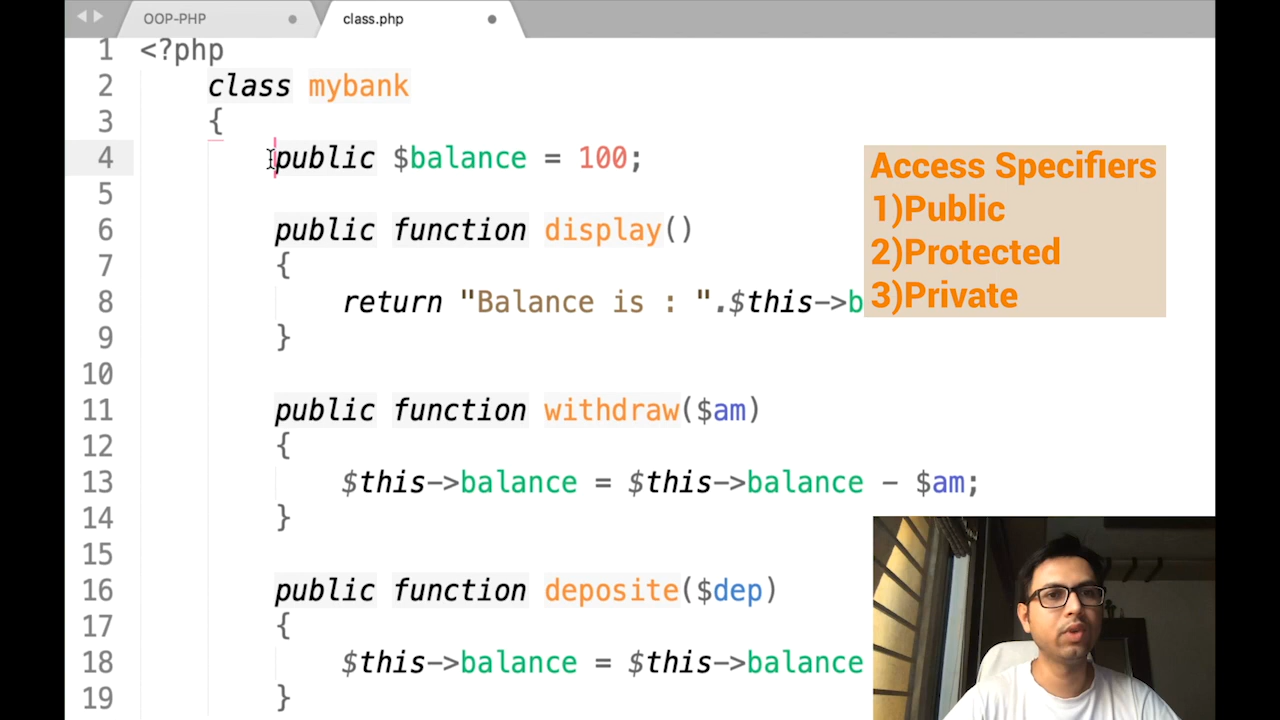 OOP-PHP
class.php
1 <?php
2 class mybank
3 {
4 public $balance = 100;
5
6 public function display()
7 {
8 return "Balance is : ".$this->b
9 }
10
11 public function withdraw($am)
12 {
13 $this->balance = $this->balance - $am;
14 }
15
16 public function deposite($dep)
17 {
18 $this->balance = $this->balance
19 }
Access Specifiers
1)Public
2)Protected
3)Private